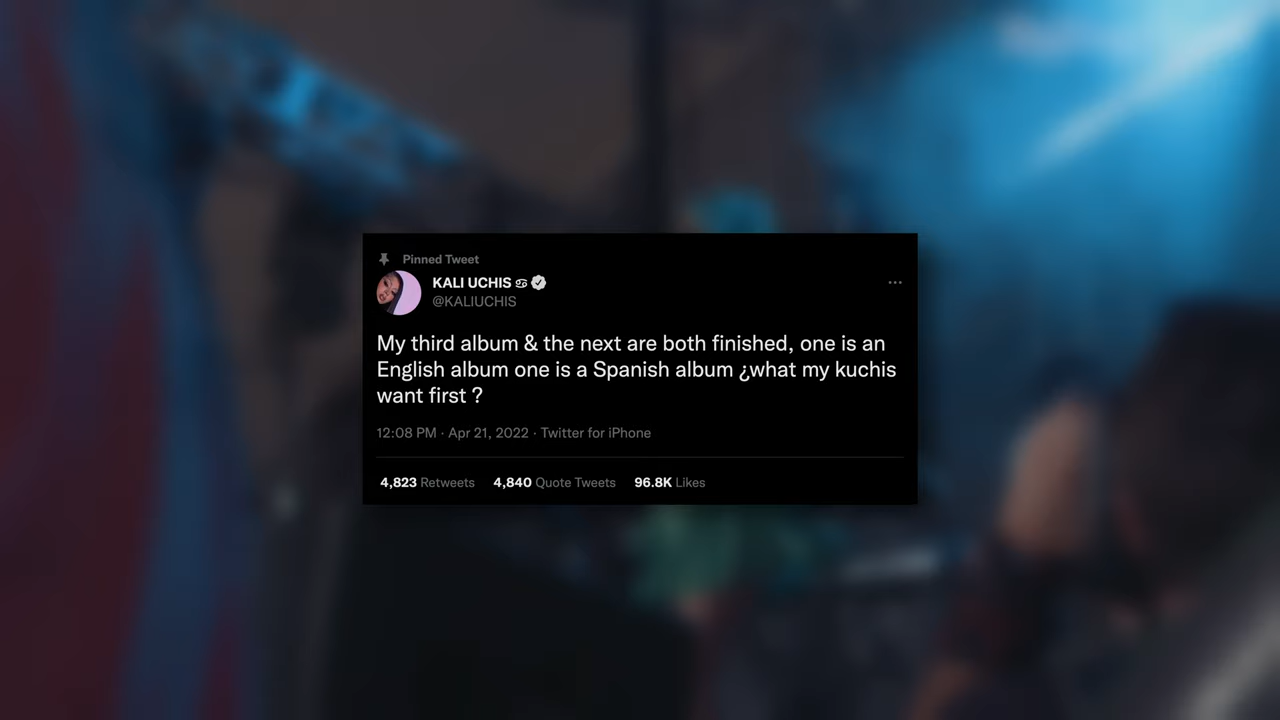 Pinned Tweet
KALI UCHIS ♋
@KALIUCHIS
My third album & the next are both finished, one is an
English album one is a Spanish album ¿what my kuchis
want first ?
12:08 PM · Apr 21, 2022 · Twitter for iPhone
4,823 Retweets 4,840 Quote Tweets 96.8K Likes